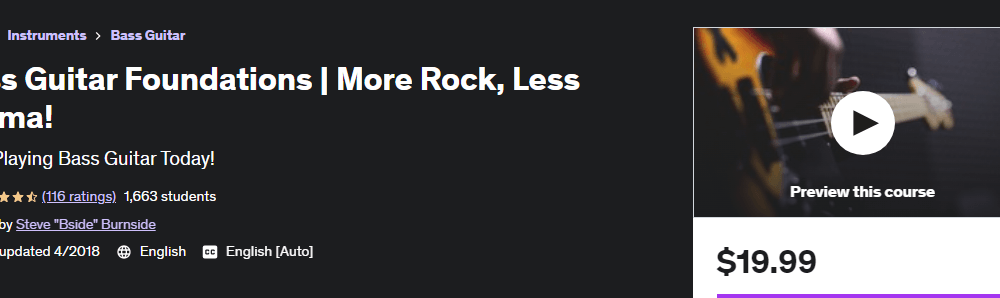 Instruments > Bass Guitar
s Guitar Foundations | More Rock, Less
ma!
Playing Bass Guitar Today!
(116 ratings) 1,663 students
by Steve "Bside" Burnside
updated 4/2018 English CC English [Auto]
Preview this course
$19.99